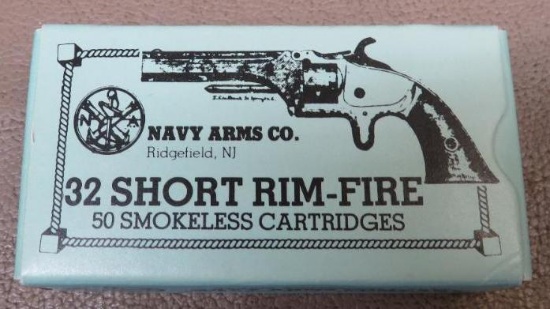 N A
NAVY ARMS CO.
Ridgefield, NJ
32 SHORT RIM-FIRE
50 SMOKELESS CARTRIDGES